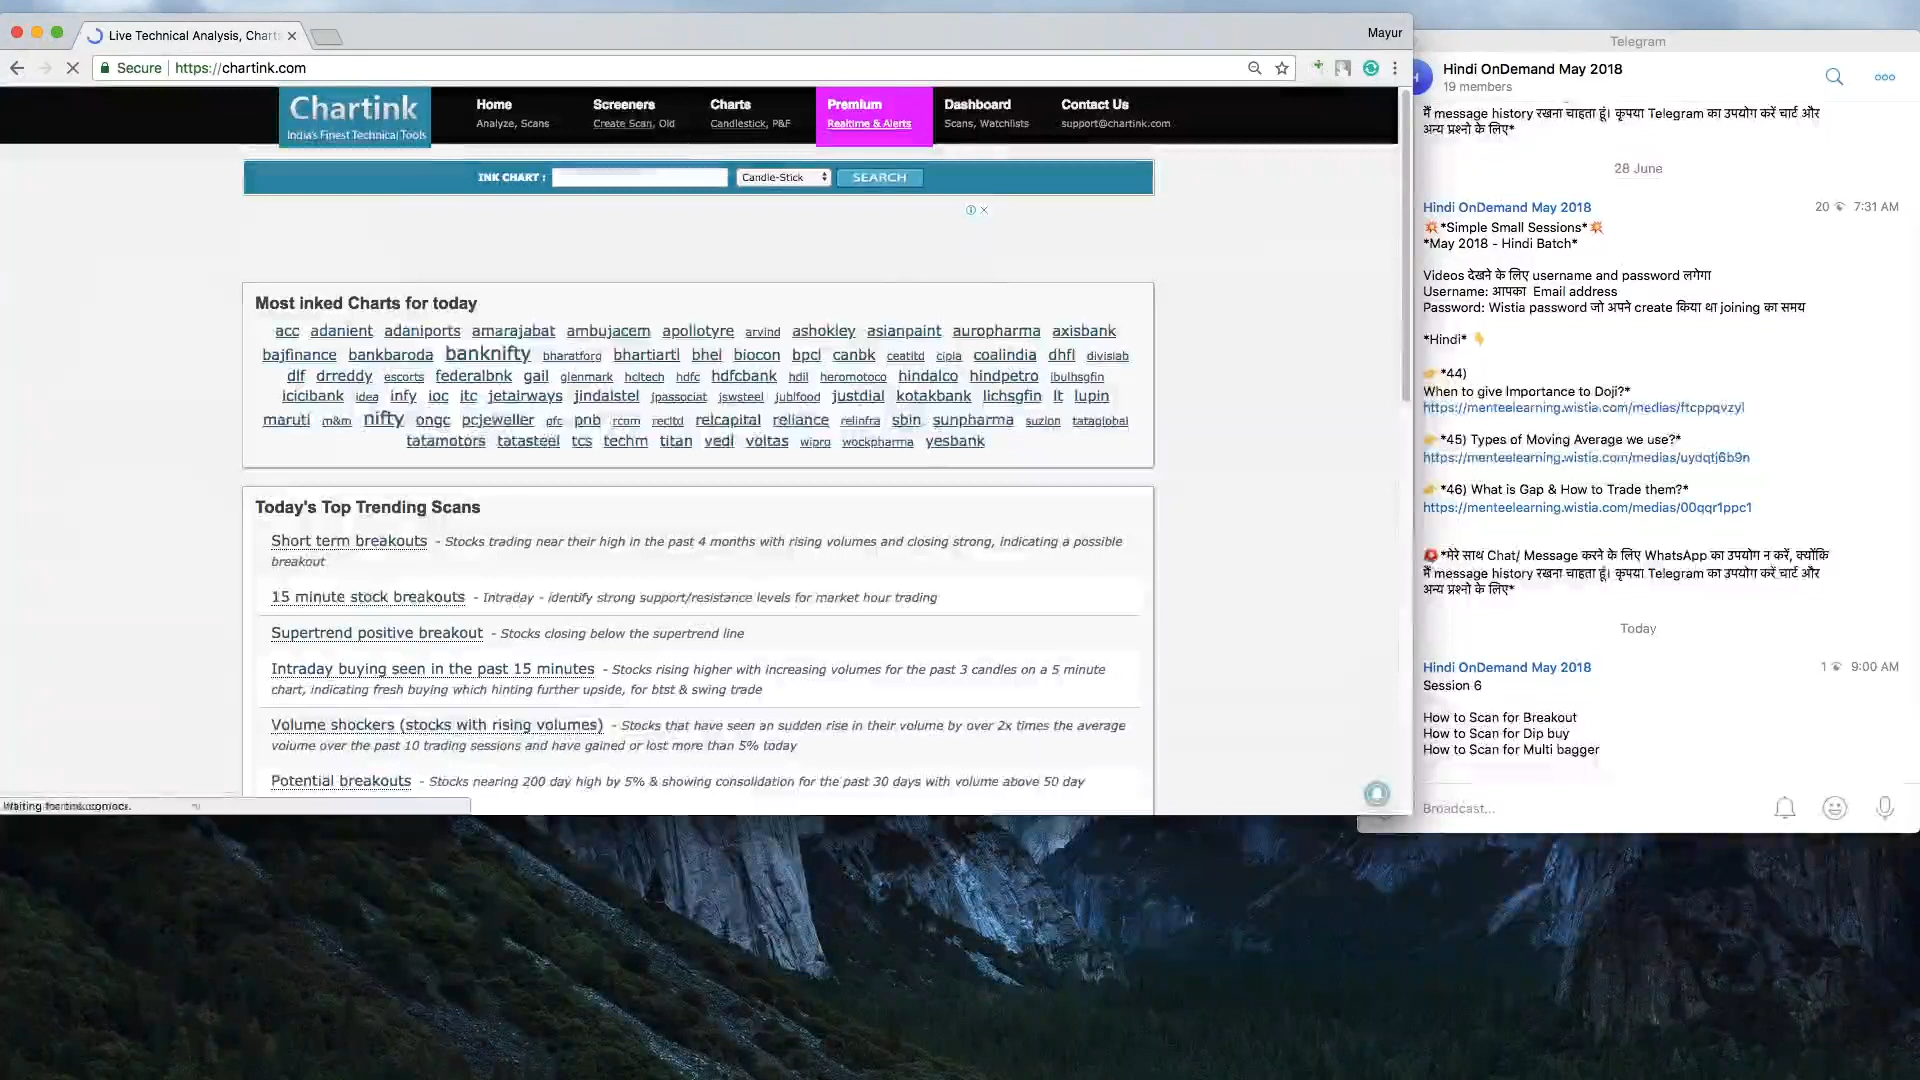 Live Technical Analysis, Chart
Mayur
Secure
https://chartink.com
Chartink
India's Finest Technical Tools
Home
Analyze, Scans
Screeners
Create Scan, Old
Charts
Candlestick, P&F
Premium
Realtime & Alerts
Dashboard
Scans, Watchlists
Contact Us
support@chartink.com
INK CHART :
Candle-Stick
SEARCH
Most inked Charts for today
acc adanient adaniports amarajabat ambujacem apollotyre arvind ashokley asianpaint auropharma axisbank
bajfinance bankbaroda banknifty bharatforg bhartiartl bhel biocon bpcl canbk ceatltd cipla coalindia dhfl divislab
dlf drreddy escorts federalbnk gail glenmark hcltech hdfc hdfcbank hdil heromotoco hindalco hindpetro ibulhsgfin
icicibank idea infy ioc itc jetairways jindalstel jpassociat jswsteel jublfood justdial kotakbank lichsgfin lt lupin
maruti m&m nifty ongc pcjeweller pfc pnb rcom recltd relcapital reliance relinfra sbin sunpharma suzlon tataglobal
tatamotors tatasteel tcs techm titan vedl voltas wipro wockpharma yesbank
Today's Top Trending Scans
Short term breakouts - Stocks trading near their high in the past 4 months with rising volumes and closing strong, indicating a possible
breakout
15 minute stock breakouts - Intraday - identify strong support/resistance levels for market hour trading
Supertrend positive breakout - Stocks closing below the supertrend line
Intraday buying seen in the past 15 minutes - Stocks rising higher with increasing volumes for the past 3 candles on a 5 minute
chart, indicating fresh buying which hinting further upside, for btst & swing trade
Volume shockers (stocks with rising volumes) - Stocks that have seen an sudden rise in their volume by over 2x times the average
volume over the past 10 trading sessions and have gained or lost more than 5% today
Potential breakouts - Stocks nearing 200 day high by 5% & showing consolidation for the past 30 days with volume above 50 day
Telegram
Hindi OnDemand May 2018
19 members
मैं message history रखना चाहता हूं। कृपया Telegram का उपयोग करें चार्ट और
अन्य प्रश्नो के लिए*
28 June
Hindi OnDemand May 2018
20 7:31 AM
*Simple Small Sessions*
*May 2018 - Hindi Batch*
Videos देखने के लिए username and password लगेगा
Username: आपका Email address
Password: Wistia password जो अपने create किया था joining का समय
*Hindi*
*44)
When to give Importance to Doji?*
https://menteelearning.wistia.com/medias/ftcppqvzyl
*45) Types of Moving Average we use?*
https://menteelearning.wistia.com/medias/uydqtj6b9n
*46) What is Gap & How to Trade them?*
https://menteelearning.wistia.com/medias/00qqr1ppc1
*मेरे साथ Chat/ Message करने के लिए WhatsApp का उपयोग न करें, क्योंकि
मैं message history रखना चाहता हूं। कृपया Telegram का उपयोग करें चार्ट और
अन्य प्रश्नो के लिए*
Today
Hindi OnDemand May 2018
1 9:00 AM
Session 6
How to Scan for Breakout
How to Scan for Dip buy
How to Scan for Multi bagger
Broadcast...